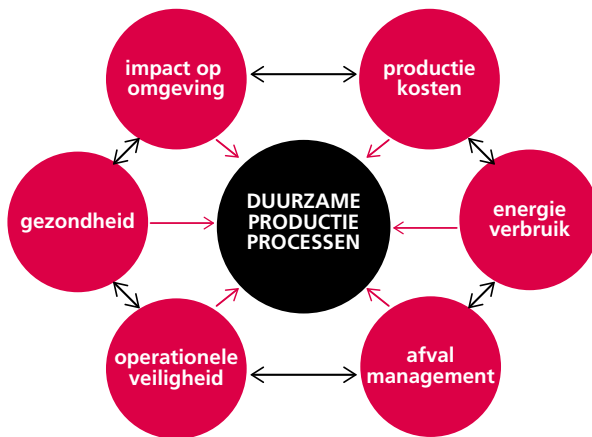 impact op
omgeving
productie
kosten
gezondheid
DUURZAME
PRODUCTIE
PROCESSEN
energie
verbruik
operationele
veiligheid
afval
management